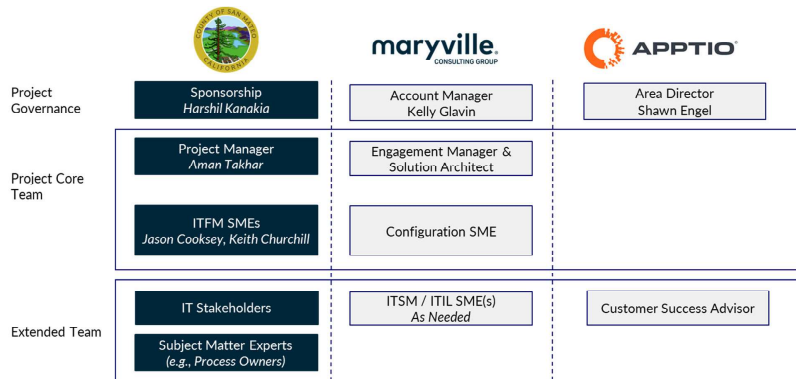 COUNTY OF SAN MATEO
CALIFORNIA
maryville.
CONSULTING GROUP
APPTIO®
Project
Governance
Sponsorship
Harshil Kanakia
Account Manager
Kelly Glavin
Area Director
Shawn Engel
Project Core
Team
Project Manager
Aman Takhar
Engagement Manager &
Solution Architect
ITFM SMEs
Jason Cooksey, Keith Churchill
Configuration SME
Extended Team
IT Stakeholders
ITSM / ITIL SME(s)
As Needed
Customer Success Advisor
Subject Matter Experts
(e.g., Process Owners)